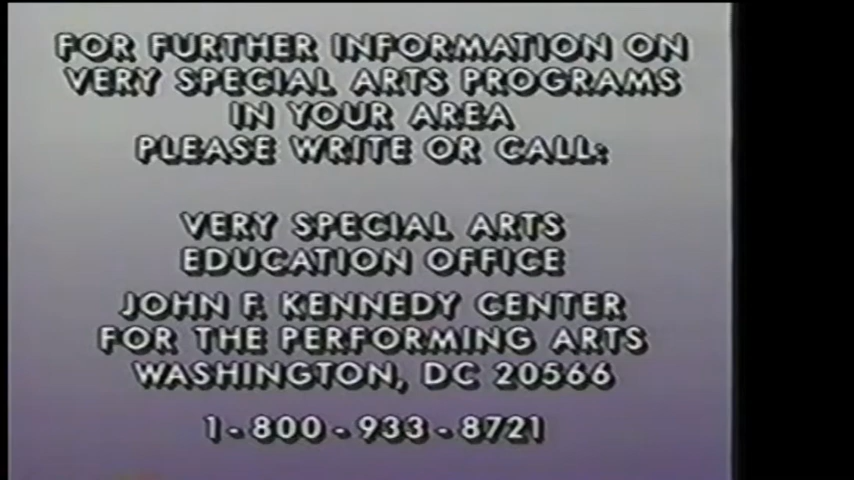 FOR FURTHER INFORMATION ON
VERY SPECIAL ARTS PROGRAMS
IN YOUR AREA
PLEASE WRITE OR CALL:
VERY SPECIAL ARTS
EDUCATION OFFICE
JOHN F. KENNEDY CENTER
FOR THE PERFORMING ARTS
WASHINGTON, DC 20566
1-800-933-8721